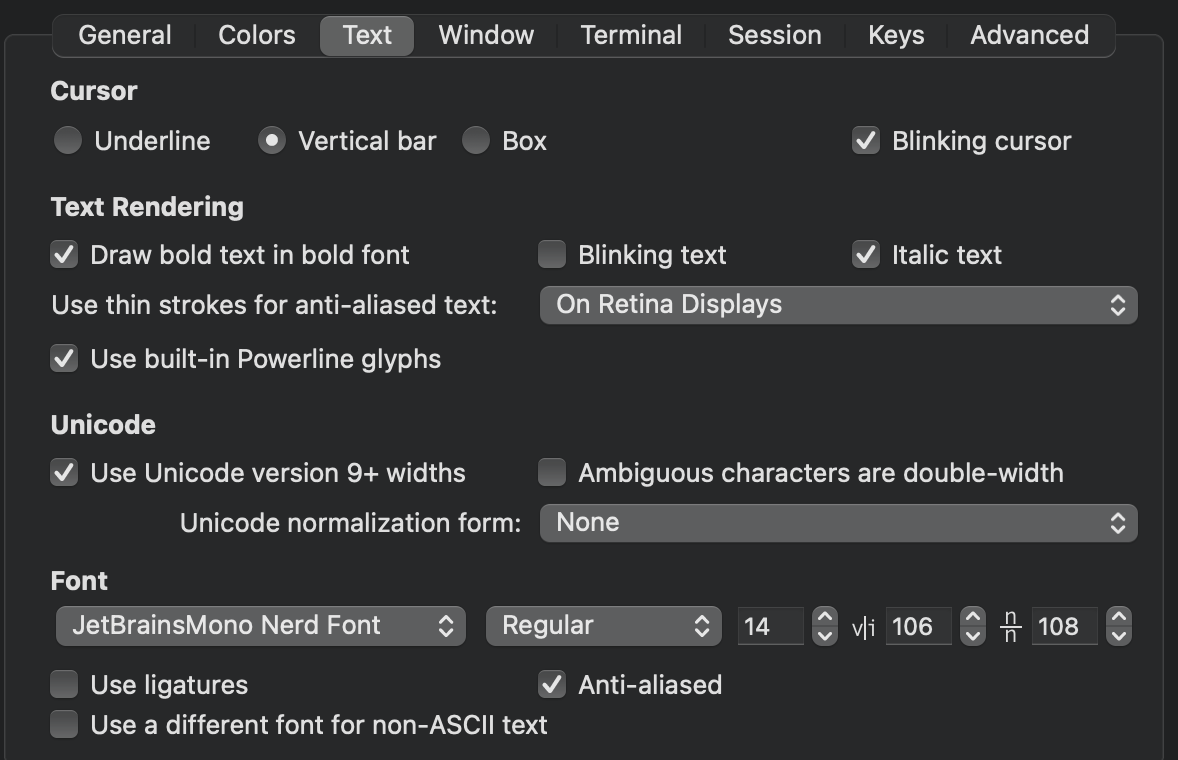 General Colors Text Window Terminal Session Keys Advanced
Cursor
Underline Vertical bar Box Blinking cursor
Text Rendering
Draw bold text in bold font Blinking text Italic text
Use thin strokes for anti-aliased text: On Retina Displays
Use built-in Powerline glyphs
Unicode
Use Unicode version 9+ widths Ambiguous characters are double-width
Unicode normalization form: None
Font
JetBrainsMono Nerd Font Regular 14 v|i 106 n/n 108
Use ligatures Anti-aliased
Use a different font for non-ASCII text